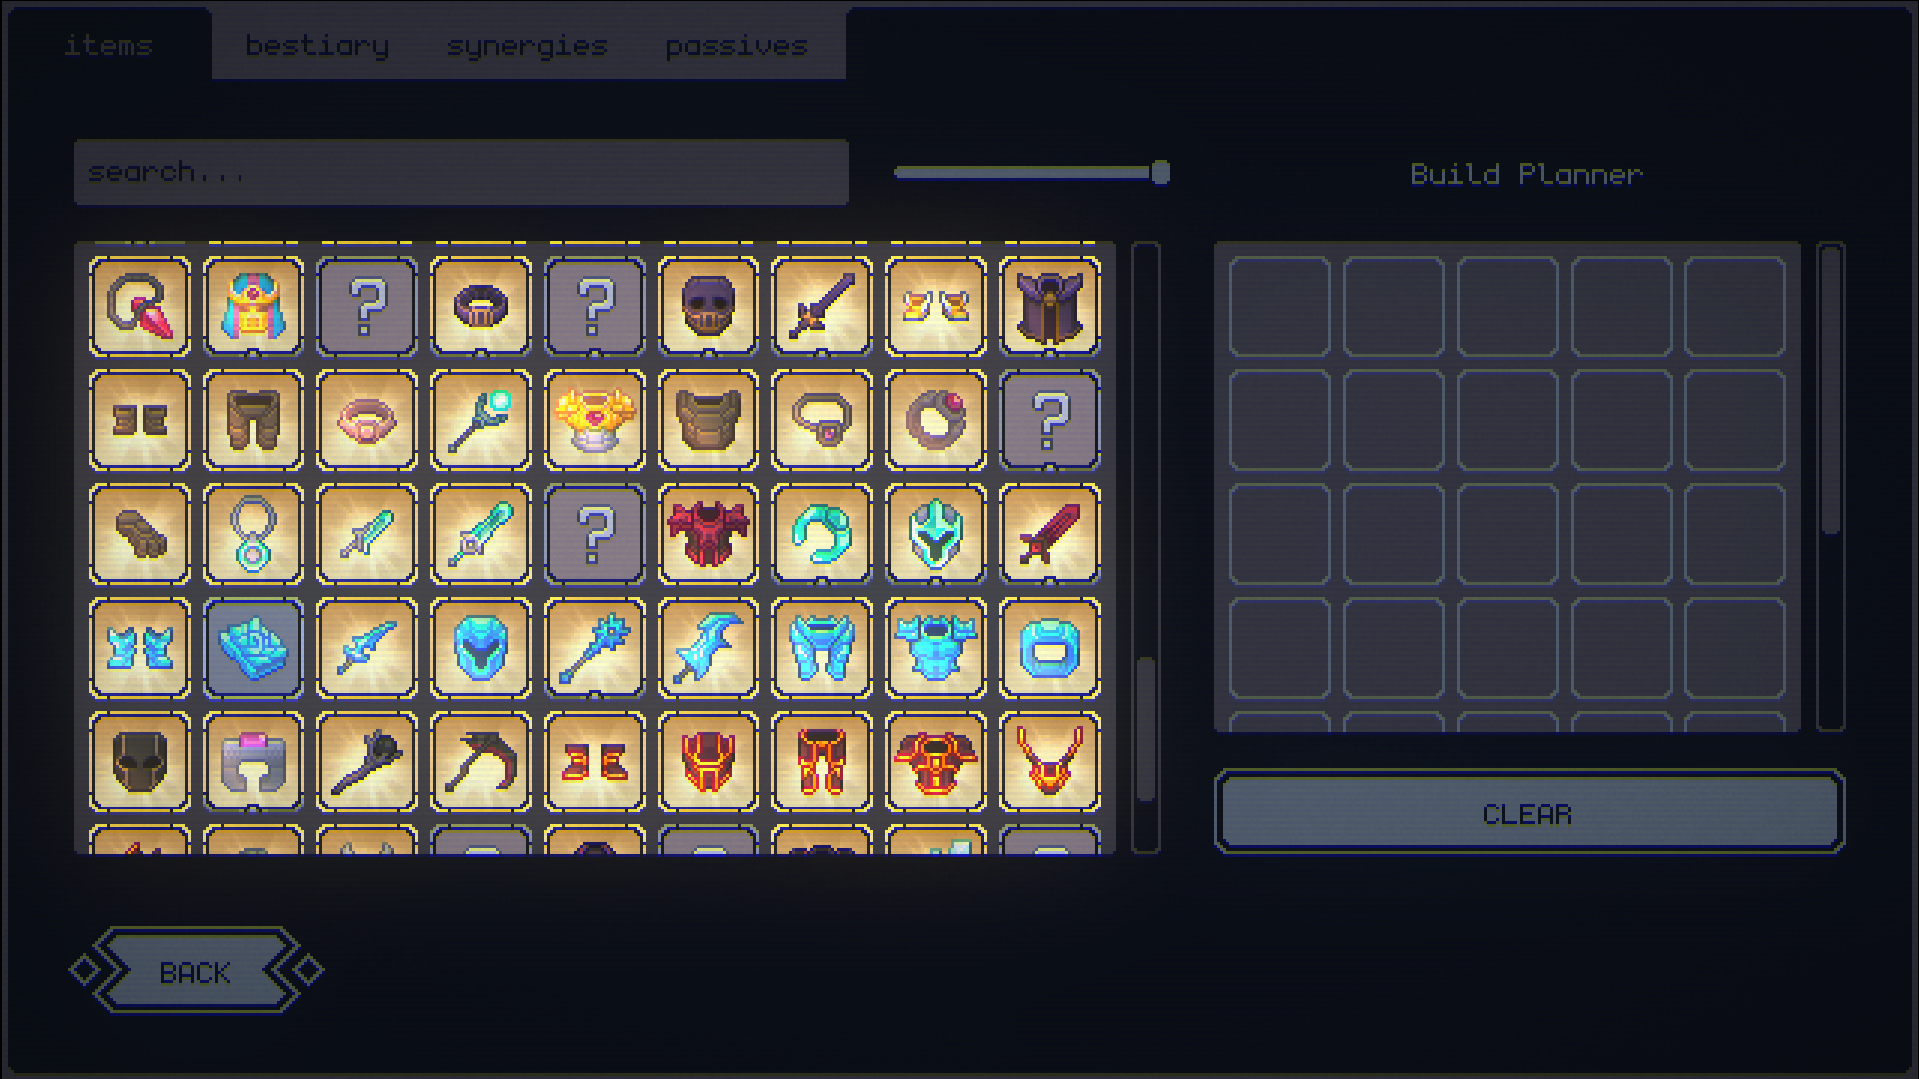 items bestiary synergies passives
search...
Build Planner
? ?
?
?
CLEAR
BACK